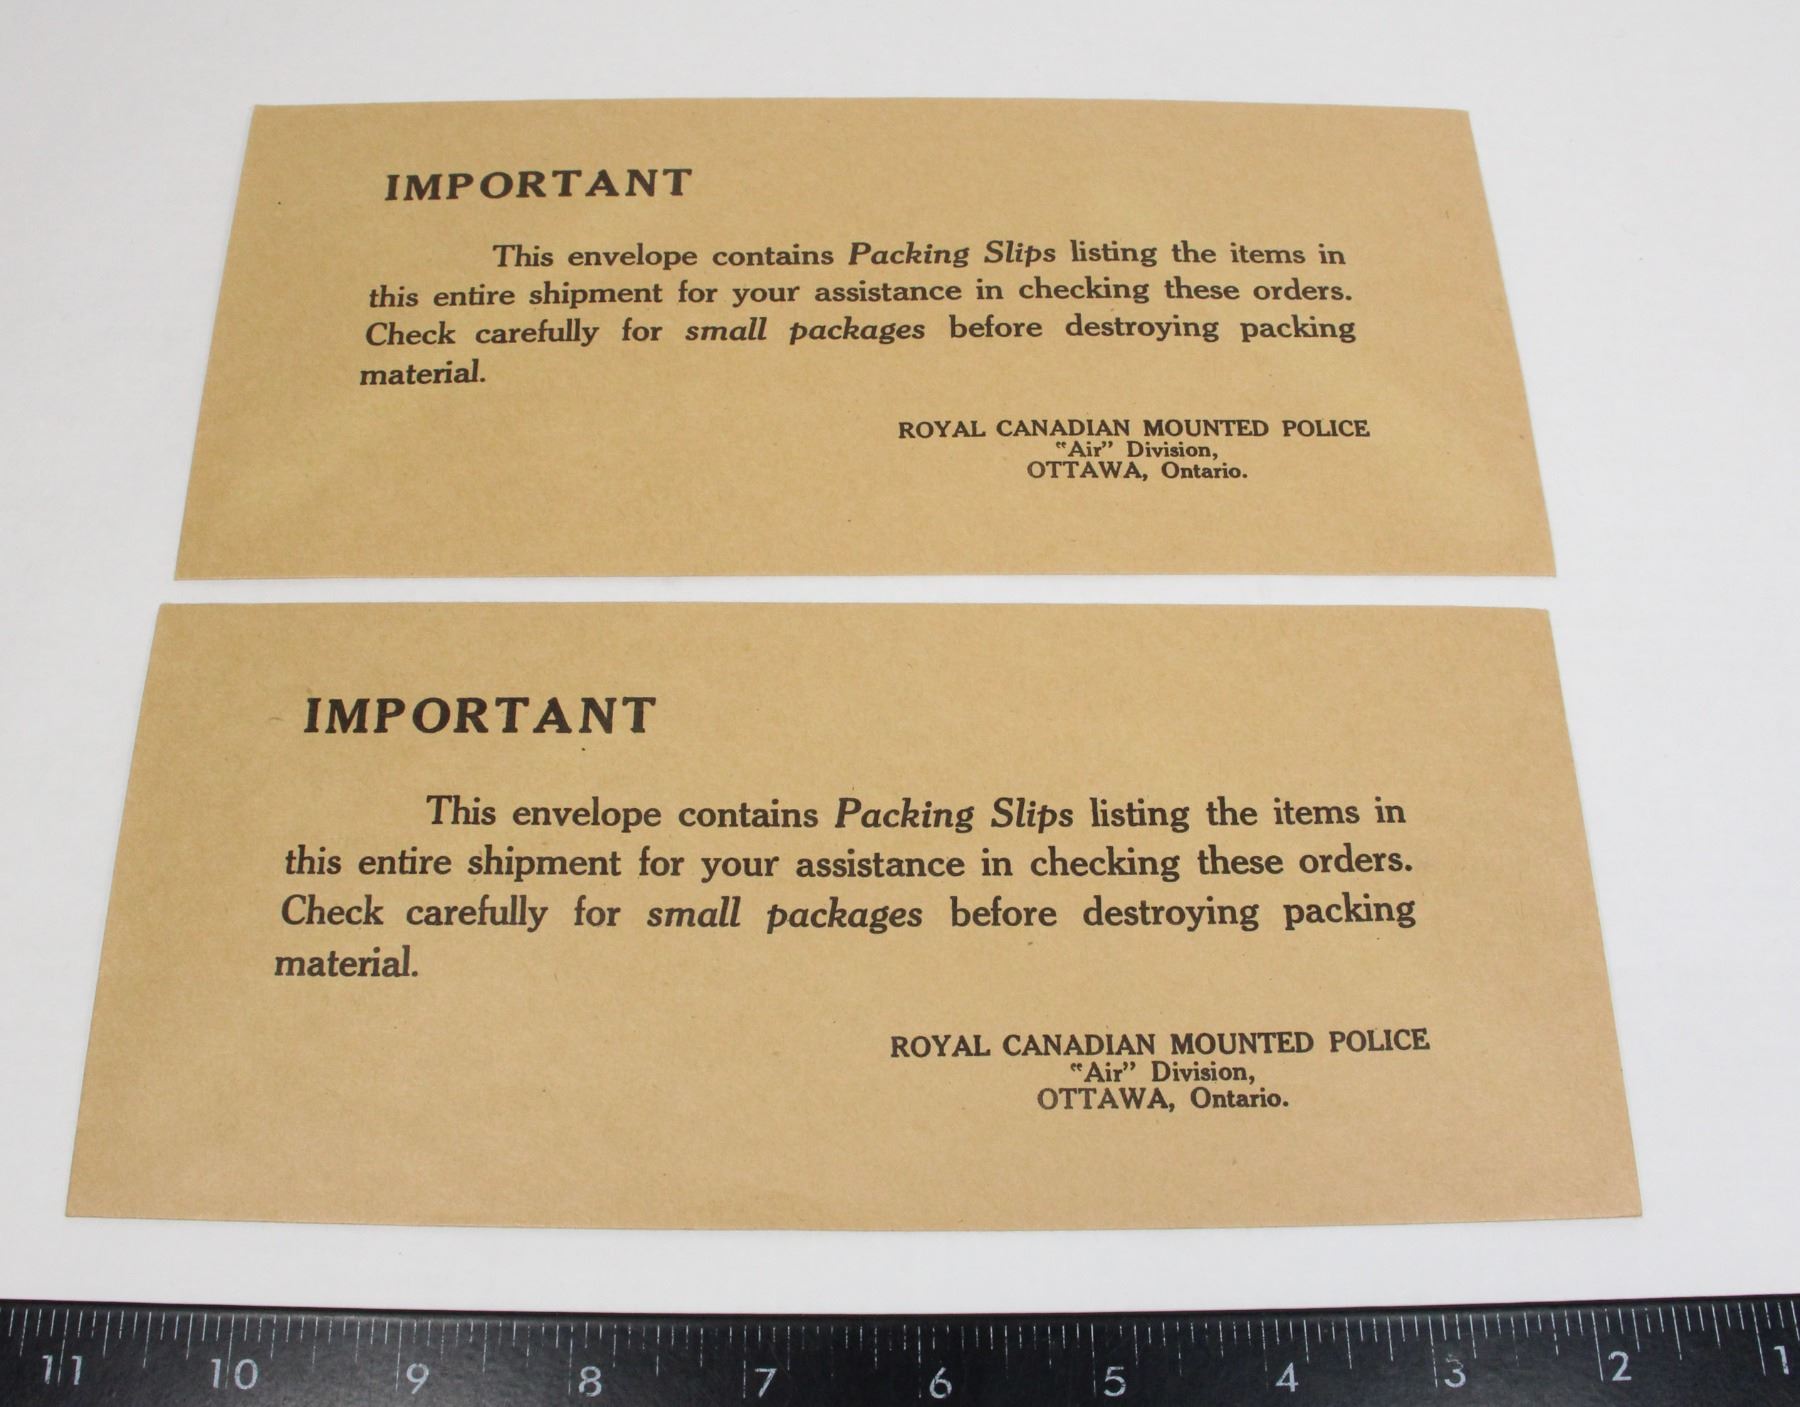 IMPORTANT
This envelope contains Packing Slips listing the items in
this entire shipment for your assistance in checking these orders.
Check carefully for small packages before destroying packing
material.
ROYAL CANADIAN MOUNTED POLICE
"Air" Division,
OTTAWA, Ontario.
IMPORTANT
This envelope contains Packing Slips listing the items in
this entire shipment for your assistance in checking these orders.
Check carefully for small packages before destroying packing
material.
ROYAL CANADIAN MOUNTED POLICE
"Air" Division,
OTTAWA, Ontario.
11 10 9 8 7 6 5 4 3 2 1